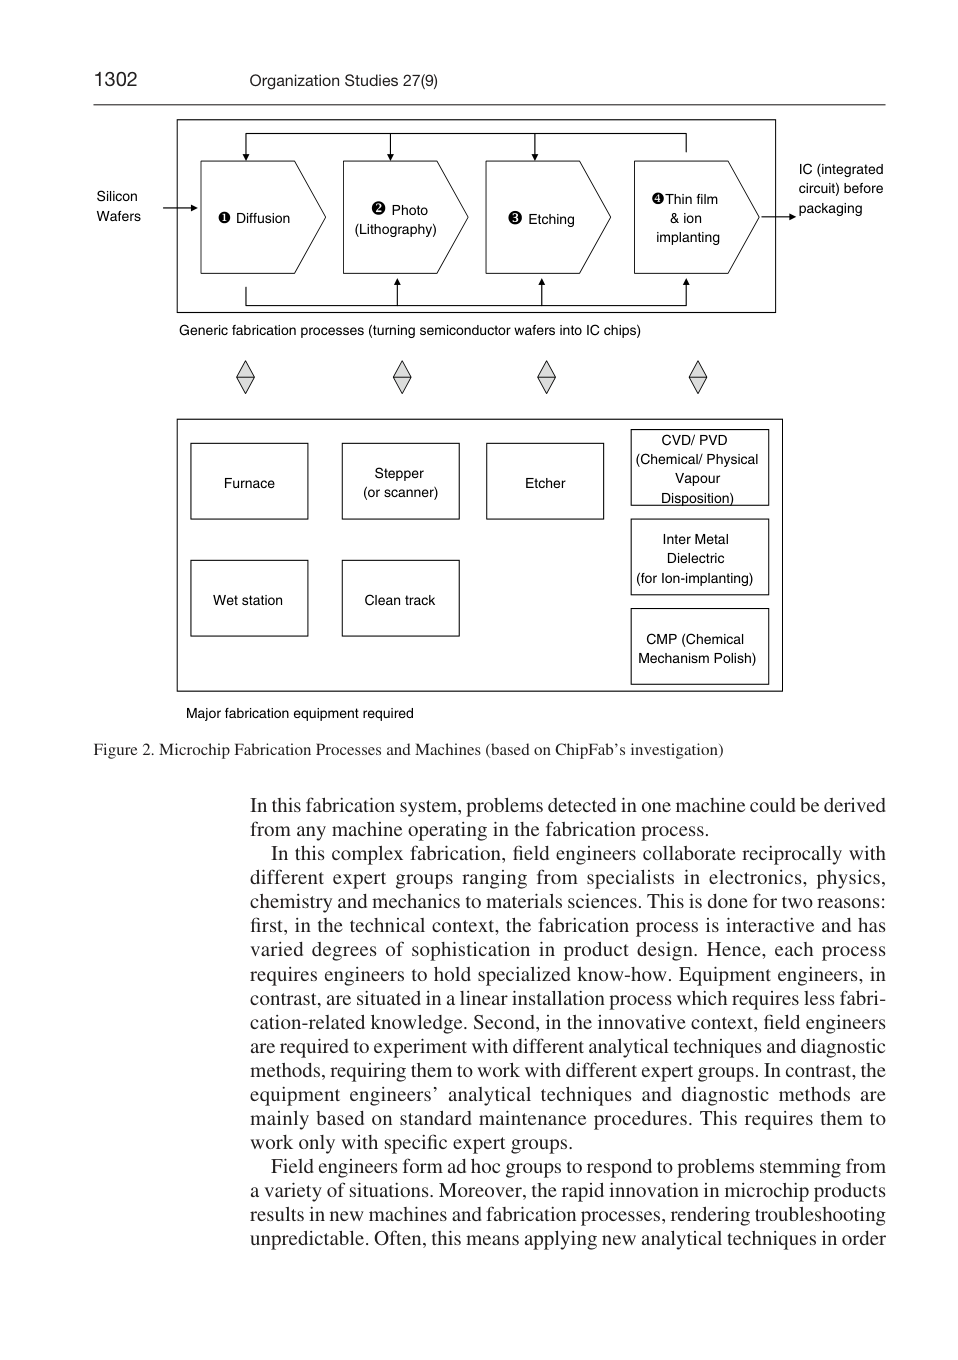 1302
Organization Studies 27(9)
Silicon
Wafers
❶ Diffusion
❷ Photo
(Lithography)
❸ Etching
❹Thin film
& ion
implanting
IC (integrated
circuit) before
packaging
Generic fabrication processes (turning semiconductor wafers into IC chips)
Furnace
Stepper
(or scanner)
Etcher
CVD/ PVD
(Chemical/ Physical
Vapour
Disposition)
Inter Metal
Dielectric
(for Ion-implanting)
Wet station
Clean track
CMP (Chemical
Mechanism Polish)
Major fabrication equipment required
Figure 2. Microchip Fabrication Processes and Machines (based on ChipFab’s investigation)
In this fabrication system, problems detected in one machine could be derived
from any machine operating in the fabrication process.
In this complex fabrication, field engineers collaborate reciprocally with
different expert groups ranging from specialists in electronics, physics,
chemistry and mechanics to materials sciences. This is done for two reasons:
first, in the technical context, the fabrication process is interactive and has
varied degrees of sophistication in product design. Hence, each process
requires engineers to hold specialized know-how. Equipment engineers, in
contrast, are situated in a linear installation process which requires less fabri-
cation-related knowledge. Second, in the innovative context, field engineers
are required to experiment with different analytical techniques and diagnostic
methods, requiring them to work with different expert groups. In contrast, the
equipment engineers’ analytical techniques and diagnostic methods are
mainly based on standard maintenance procedures. This requires them to
work only with specific expert groups.
Field engineers form ad hoc groups to respond to problems stemming from
a variety of situations. Moreover, the rapid innovation in microchip products
results in new machines and fabrication processes, rendering troubleshooting
unpredictable. Often, this means applying new analytical techniques in order